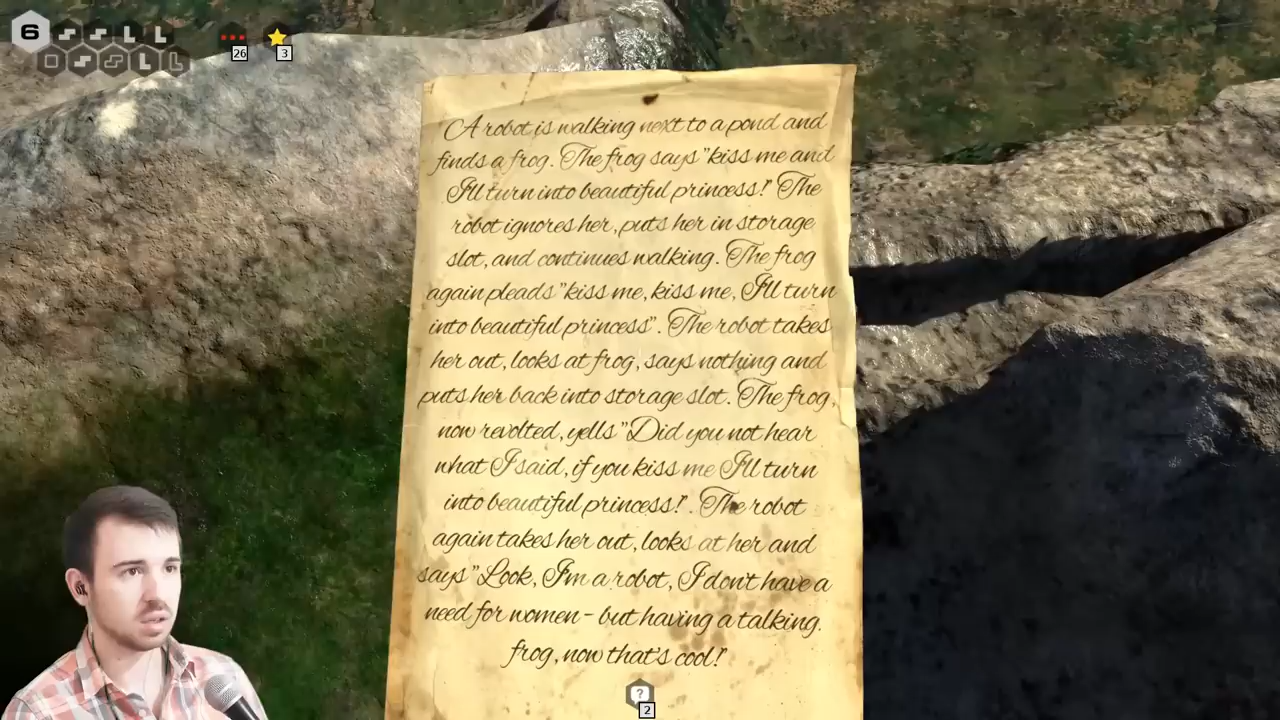 6
26
3
A robot is walking next to a pond and
finds a frog. The frog says "kiss me and
I'll turn into beautiful princess!" The
robot ignores her, puts her in storage
slot, and continues walking. The frog
again pleads "kiss me, kiss me, I'll turn
into beautiful princess". The robot takes
her out, looks at frog, says nothing and
puts her back into storage slot. The frog,
now revolted, yells "Did you not hear
what I said, if you kiss me I'll turn
into beautiful princess!". The robot
again takes her out, looks at her and
says "Look, I'm a robot, I don't have a
need for women - but having a talking
frog, now that's cool!"
?
2